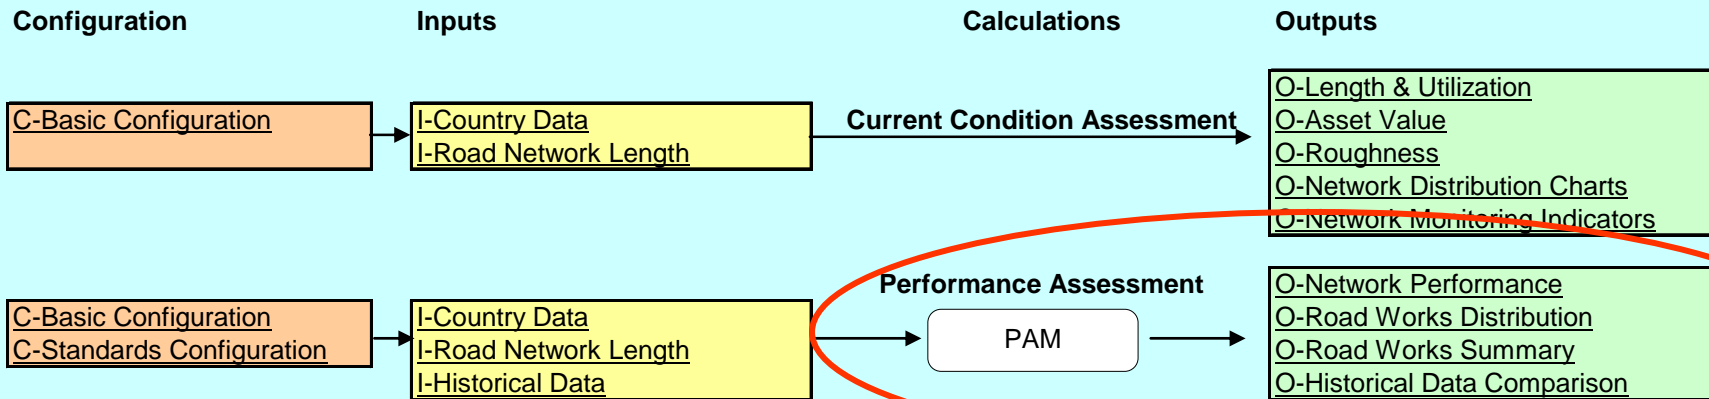 Configuration Inputs Calculations Outputs
C-Basic Configuration
I-Country Data
I-Road Network Length
Current Condition Assessment
O-Length & Utilization
O-Asset Value
O-Roughness
O-Network Distribution Charts
O-Network Monitoring Indicators
C-Basic Configuration
C-Standards Configuration
I-Country Data
I-Road Network Length
I-Historical Data
Performance Assessment
PAM
O-Network Performance
O-Road Works Distribution
O-Road Works Summary
O-Historical Data Comparison